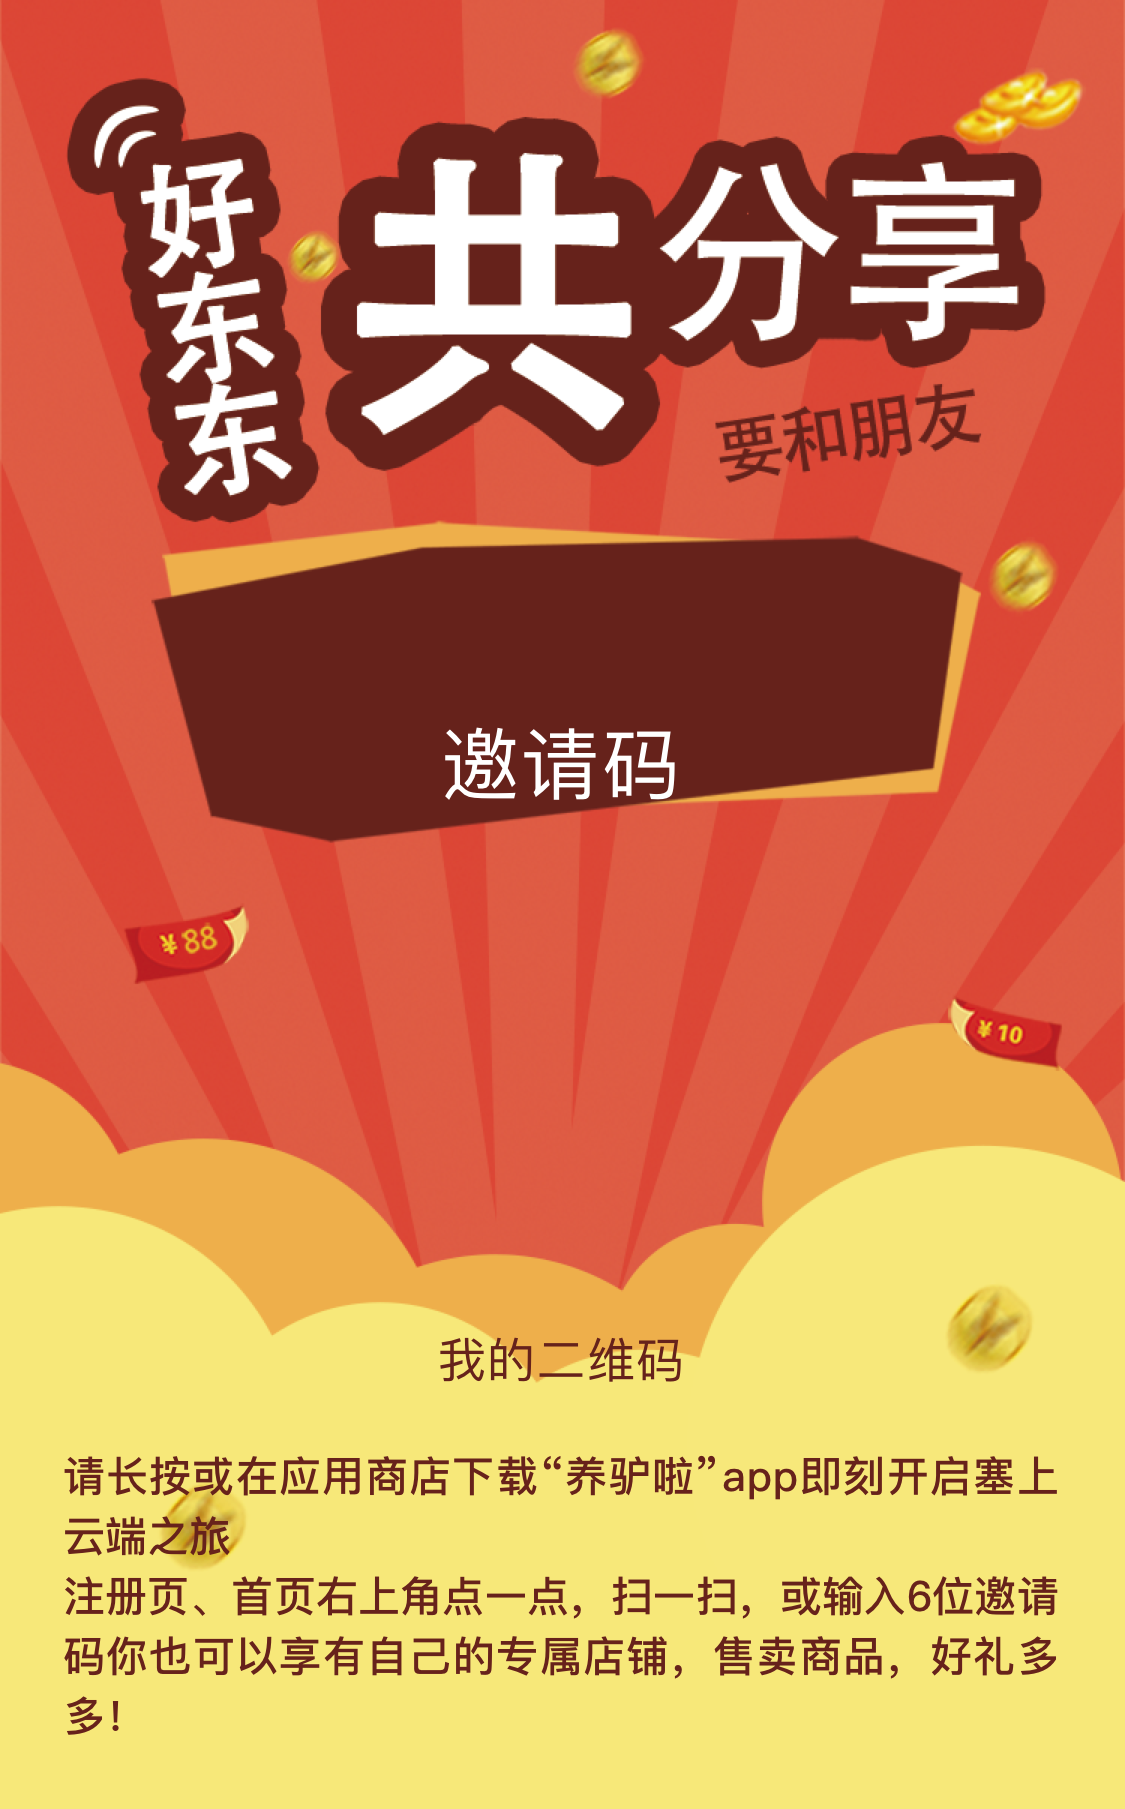 好东东
共分享
要和朋友
邀请码
¥88
¥10
我的二维码
请长按或在应用商店下载“养驴啦”app即刻开启塞上
云端之旅
注册页、首页右上角点一点，扫一扫，或输入6位邀请
码你也可以享有自己的专属店铺，售卖商品，好礼多
多！